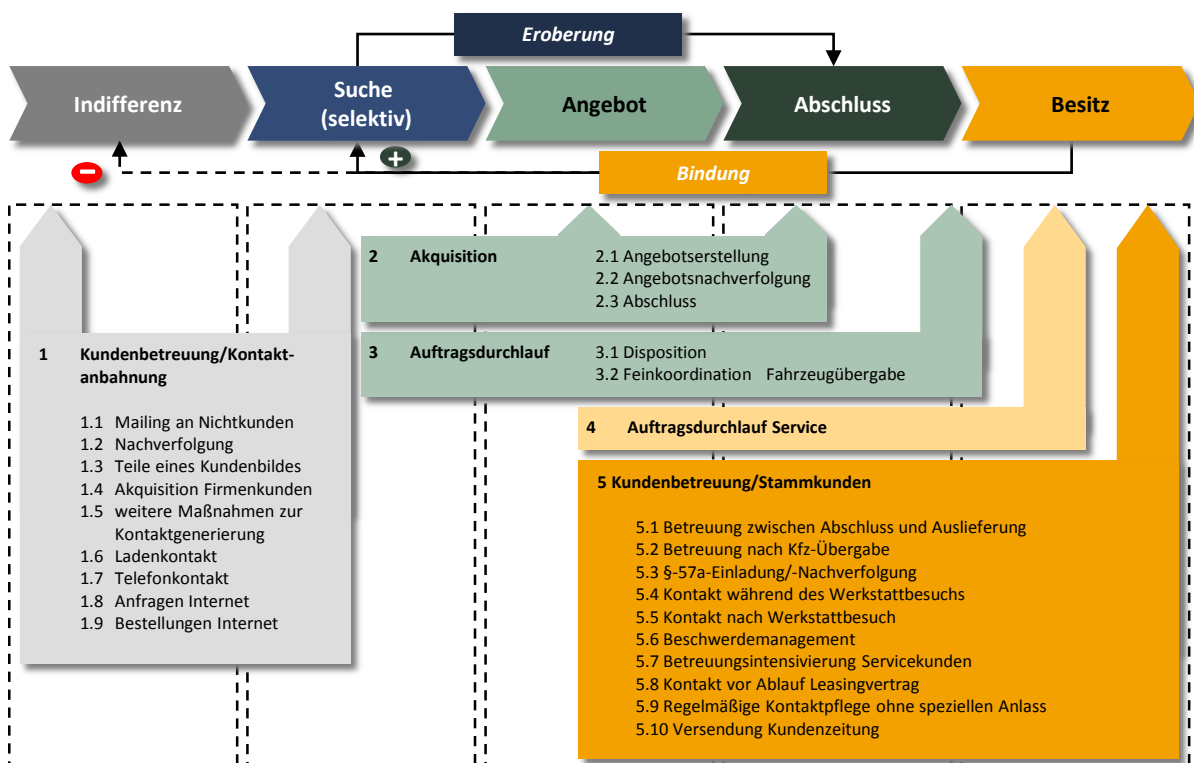 Eroberung
Indifferenz
Suche
(selektiv)
Angebot
Abschluss
Besitz
Bindung
2 Akquisition 2.1 Angebotserstellung
2.2 Angebotsnachverfolgung
2.3 Abschluss
3 Auftragsdurchlauf 3.1 Disposition
3.2 Feinkoordination Fahrzeugübergabe
1 Kundenbetreuung/Kontakt-
anbahnung
1.1 Mailing an Nichtkunden
1.2 Nachverfolgung
1.3 Teile eines Kundenbildes
1.4 Akquisition Firmenkunden
1.5 weitere Maßnahmen zur
Kontaktgenerierung
1.6 Ladenkontakt
1.7 Telefonkontakt
1.8 Anfragen Internet
1.9 Bestellungen Internet
4 Auftragsdurchlauf Service
5 Kundenbetreuung/Stammkunden
5.1 Betreuung zwischen Abschluss und Auslieferung
5.2 Betreuung nach Kfz-Übergabe
5.3 §-57a-Einladung/-Nachverfolgung
5.4 Kontakt während des Werkstattbesuchs
5.5 Kontakt nach Werkstattbesuch
5.6 Beschwerdemanagement
5.7 Betreuungsintensivierung Servicekunden
5.8 Kontakt vor Ablauf Leasingvertrag
5.9 Regelmäßige Kontaktpflege ohne speziellen Anlass
5.10 Versendung Kundenzeitung